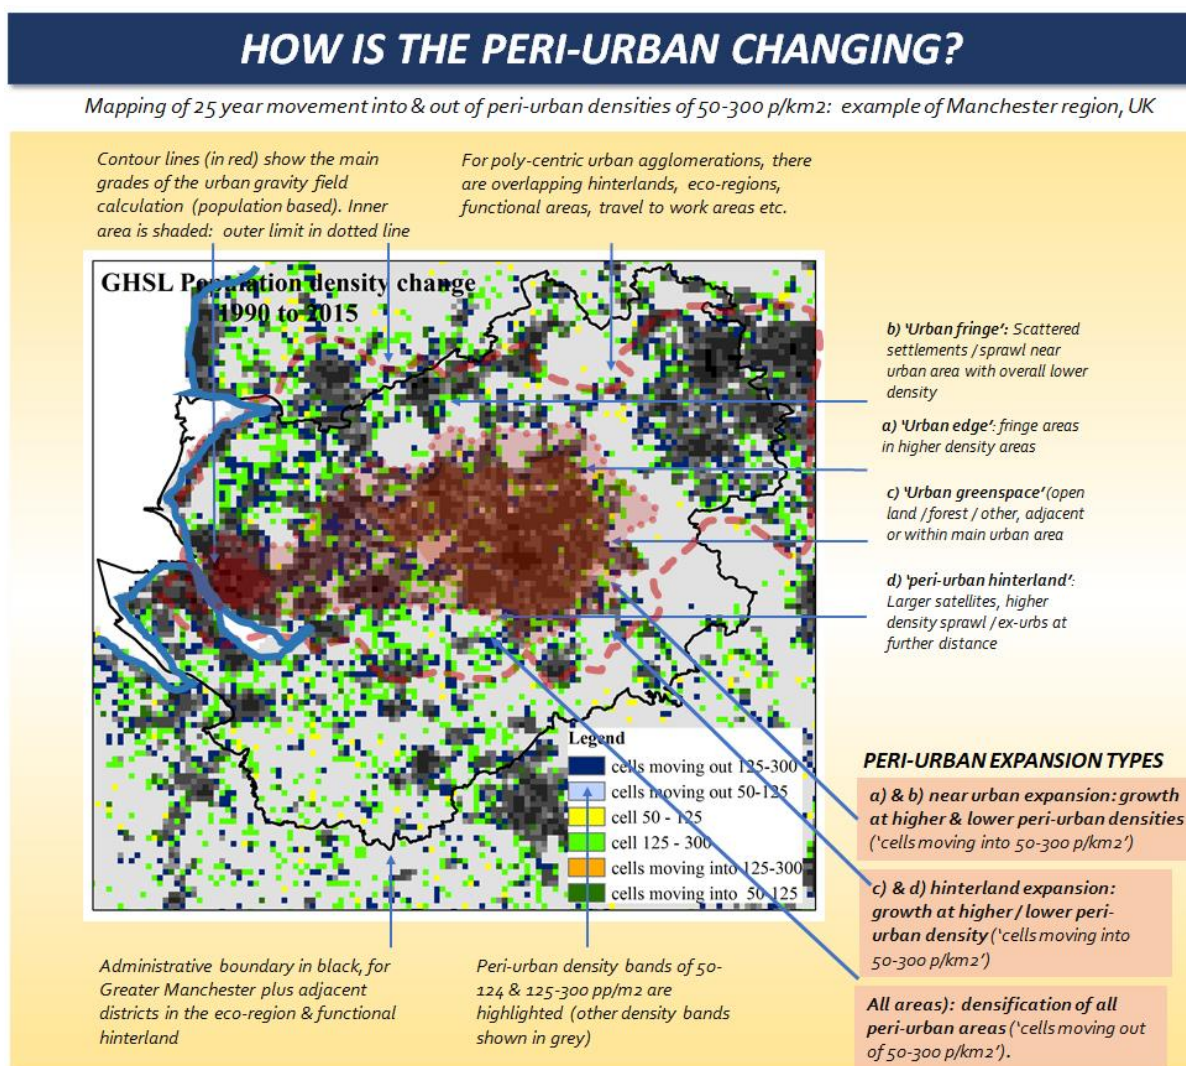 HOW IS THE PERI-URBAN CHANGING?
Mapping of 25 year movement into & out of peri-urban densities of 50-300 p/km2: example of Manchester region, UK
Contour lines (in red) show the main
grades of the urban gravity field
calculation (population based). Inner
area is shaded: outer limit in dotted line
For poly-centric urban agglomerations, there
are overlapping hinterlands, eco-regions,
functional areas, travel to work areas etc.
GHSL Population density change
1990 to 2015
b) 'Urban fringe': Scattered
settlements / sprawl near
urban area with overall lower
density
a) 'Urban edge': fringe areas
in higher density areas
c) 'Urban greenspace' (open
land / forest / other, adjacent
or within main urban area
d) 'peri-urban hinterland':
Larger satellites, higher
density sprawl / ex-urbs at
further distance
Legend
cells moving out 125-300
cells moving out 50-125
cell 50 - 125
cell 125 - 300
cells moving into 125-300
cells moving into 50-125
PERI-URBAN EXPANSION TYPES
a) & b) near urban expansion: growth
at higher & lower peri-urban densities
('cells moving into 50-300 p/km2')
c) & d) hinterland expansion:
growth at higher / lower peri-
urban density ('cells moving into
50-300 p/km2')
All areas): densification of all
peri-urban areas ('cells moving out
of 50-300 p/km2').
Administrative boundary in black, for
Greater Manchester plus adjacent
districts in the eco-region & functional
hinterland
Peri-urban density bands of 50-
124 & 125-300 pp/m2 are
highlighted (other density bands
shown in grey)